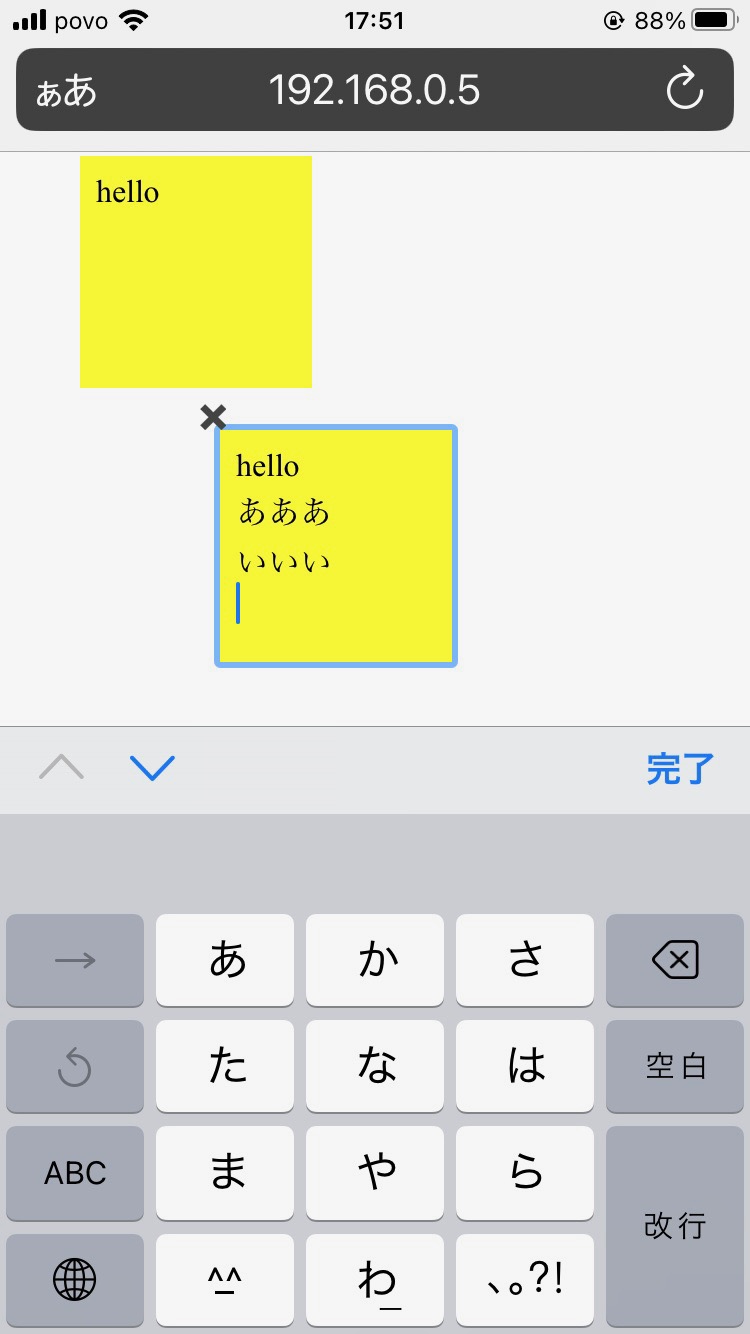 povo
17:51
88%
ぁあ
192.168.0.5
hello
hello
あああ
いいい
完了
→ あ か さ
た な は 空白
ABC ま や ら 改行
^_^ わ_ 、。?!